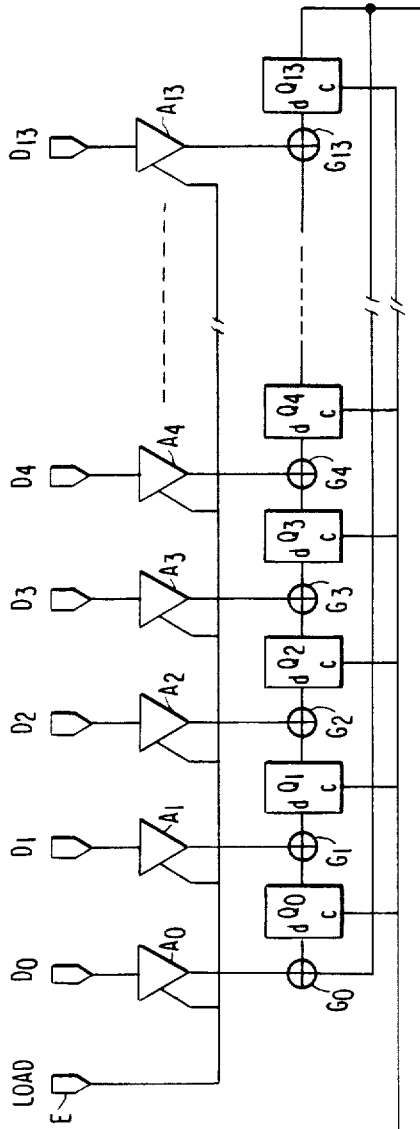 LOAD D0 D1 D2 D3 D4 D13
E
A0 A1 A2 A3 A4 A13
Q0 Q1 Q2 Q3 Q4 Q13
d d d d d d
c c c c c c
G0 G1 G2 G3 G4 G13